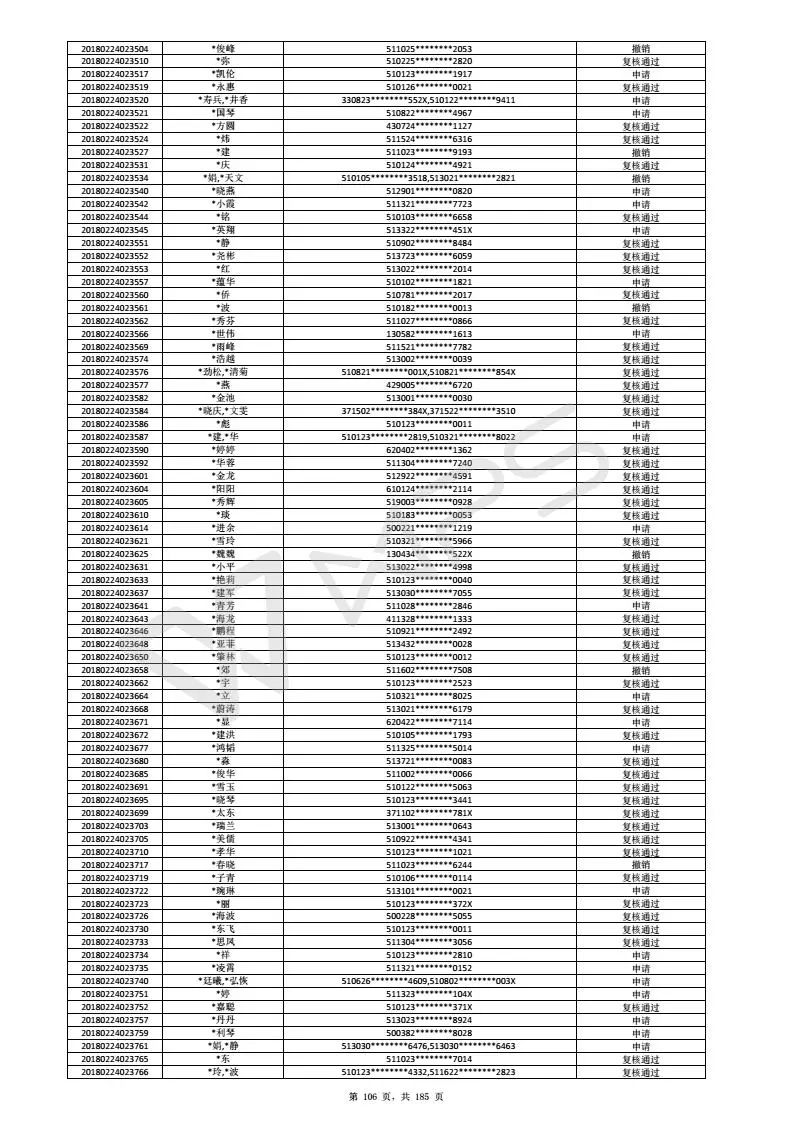 20180224023504 *俊峰 511025********2053 撤销
20180224023510 *弥 510225********2820 复核通过
20180224023517 *凯伦 510123********1917 申请
20180224023519 *永惠 510126********0021 复核通过
20180224023520 *寿兵,*井香 330823********552X,510122********9411 申请
20180224023521 *国琴 510822********4967 申请
20180224023522 *方圆 430724********1127 复核通过
20180224023524 *炜 511524********6316 复核通过
20180224023527 *建 511023********9193 撤销
20180224023531 *庆 510124********4921 复核通过
20180224023534 *娟,*天文 510105********3518,513021********2821 撤销
20180224023540 *晓燕 512901********0820 申请
20180224023542 *小霞 511321********7723 申请
20180224023544 *铭 510103********6658 复核通过
20180224023545 *英翔 513322********451X 申请
20180224023551 *静 510902********8484 复核通过
20180224023552 *尧彬 513723********6059 复核通过
20180224023553 *红 513022********2014 复核通过
20180224023557 *蕴华 510102********1821 申请
20180224023560 *侨 510781********2017 复核通过
20180224023561 *波 510182********0013 撤销
20180224023562 *秀芬 511027********0866 复核通过
20180224023566 *世伟 130582********1613 申请
20180224023569 *雨峰 511521********7782 复核通过
20180224023574 *浩越 513002********0039 复核通过
20180224023576 *劲松,*清菊 510821********001X,510821********854X 复核通过
20180224023577 *燕 429005********6720 复核通过
20180224023582 *金池 513001********0030 复核通过
20180224023584 *晓庆,*文雯 371502********384X,371522********3510 复核通过
20180224023586 *彪 510123********0011 申请
20180224023587 *建,*华 510123********2819,510321********8022 申请
20180224023590 *婷婷 620402********1362 复核通过
20180224023592 *华蓉 511304********7240 复核通过
20180224023601 *金龙 512922********4591 复核通过
20180224023604 *阳阳 610124********2114 复核通过
20180224023605 *秀辉 519003********0928 复核通过
20180224023610 *琰 510183********0053 复核通过
20180224023614 *进余 500221********1219 申请
20180224023621 *雪玲 510321********5966 复核通过
20180224023625 *魏魏 130434********522X 撤销
20180224023631 *小平 513022********4998 复核通过
20180224023633 *艳莉 510123********0040 复核通过
20180224023637 *建军 513030********7055 复核通过
20180224023641 *青芳 511028********2846 申请
20180224023643 *海龙 411328********1333 复核通过
20180224023646 *鹏程 510921********2492 复核通过
20180224023648 *亚菲 513432********0028 复核通过
20180224023650 *肇林 510123********0012 复核通过
20180224023658 *郊 511602********7508 撤销
20180224023662 *宇 510123********2523 复核通过
20180224023664 *立 510321********8025 申请
20180224023668 *蔚涛 513021********6179 复核通过
20180224023671 *显 620422********7114 申请
20180224023672 *建洪 510105********1793 复核通过
20180224023677 *鸿韬 511325********5014 申请
20180224023680 *淼 513721********0083 复核通过
20180224023685 *俊华 511002********0066 复核通过
20180224023691 *雪玉 510122********5063 复核通过
20180224023695 *晓琴 510123********3441 复核通过
20180224023699 *太东 371102********781X 复核通过
20180224023703 *瑞兰 513001********0643 复核通过
20180224023705 *美儒 510922********4341 复核通过
20180224023710 *孝华 510123********1021 复核通过
20180224023717 *春晓 511023********6244 撤销
20180224023719 *子青 510106********0114 复核通过
20180224023722 *琬琳 513101********0021 申请
20180224023723 *丽 510123********372X 复核通过
20180224023726 *海波 500228********5055 复核通过
20180224023730 *东飞 510123********0011 复核通过
20180224023733 *思凤 511304********3056 复核通过
20180224023734 *祥 510123********2810 申请
20180224023735 *凌霄 511321********0152 申请
20180224023740 *廷曦,*弘恢 510626********4609,510802********003X 申请
20180224023751 *婷 511323********104X 申请
20180224023752 *嘉聪 510123********371X 复核通过
20180224023757 *丹丹 513023********8924 申请
20180224023759 *利琴 500382********8028 申请
20180224023761 *娟,*静 513030********6476,513030********6463 申请
20180224023765 *东 511023********7014 复核通过
20180224023766 *玲,*波 510123********4332,511622********2823 复核通过
第 106 页，共 185 页